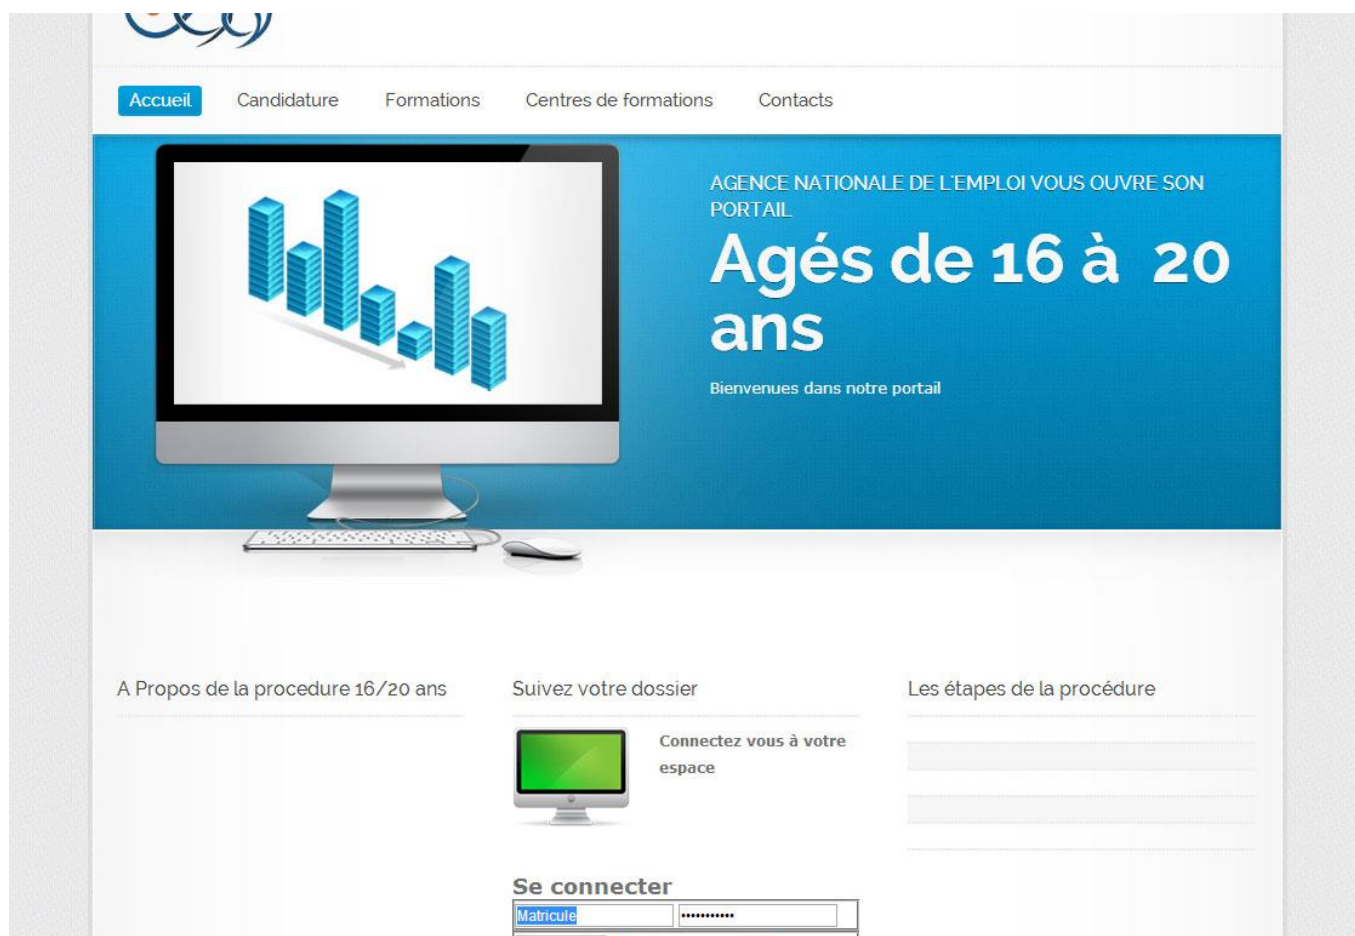 Accueil Candidature Formations Centres de formations Contacts
AGENCE NATIONALE DE L'EMPLOI VOUS OUVRE SON
PORTAIL
Agés de 16 à 20
ans
Bienvenues dans notre portail
A Propos de la procedure 16/20 ans
Suivez votre dossier
Connectez vous à votre
espace
Se connecter
Matricule •••••••••••
Les étapes de la procédure